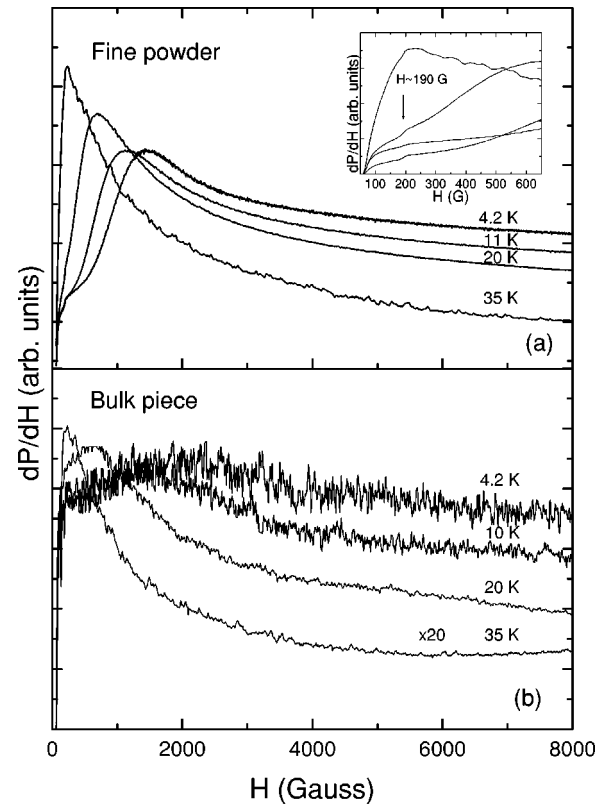 Fine powder
dP/dH (arb. units)
H~190 G
100 200 300 400 500 600
H (G)
4.2 K
11 K
20 K
35 K
(a)
dP/dH (arb. units)
Bulk piece
4.2 K
10 K
20 K
x20 35 K
(b)
0 2000 4000 6000 8000
H (Gauss)